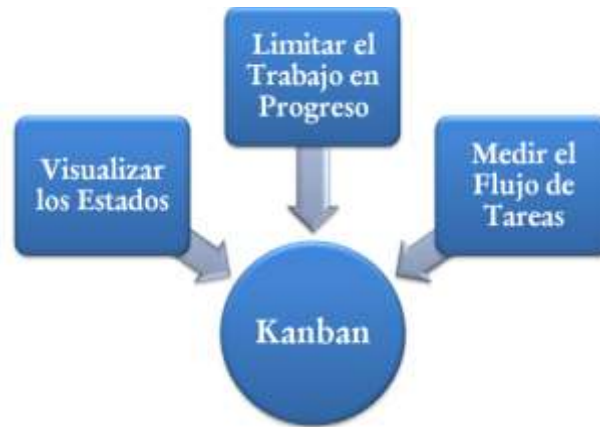 Limitar el
Trabajo en
Progreso
Visualizar
los Estados
Medir el
Flujo de
Tareas
Kanban